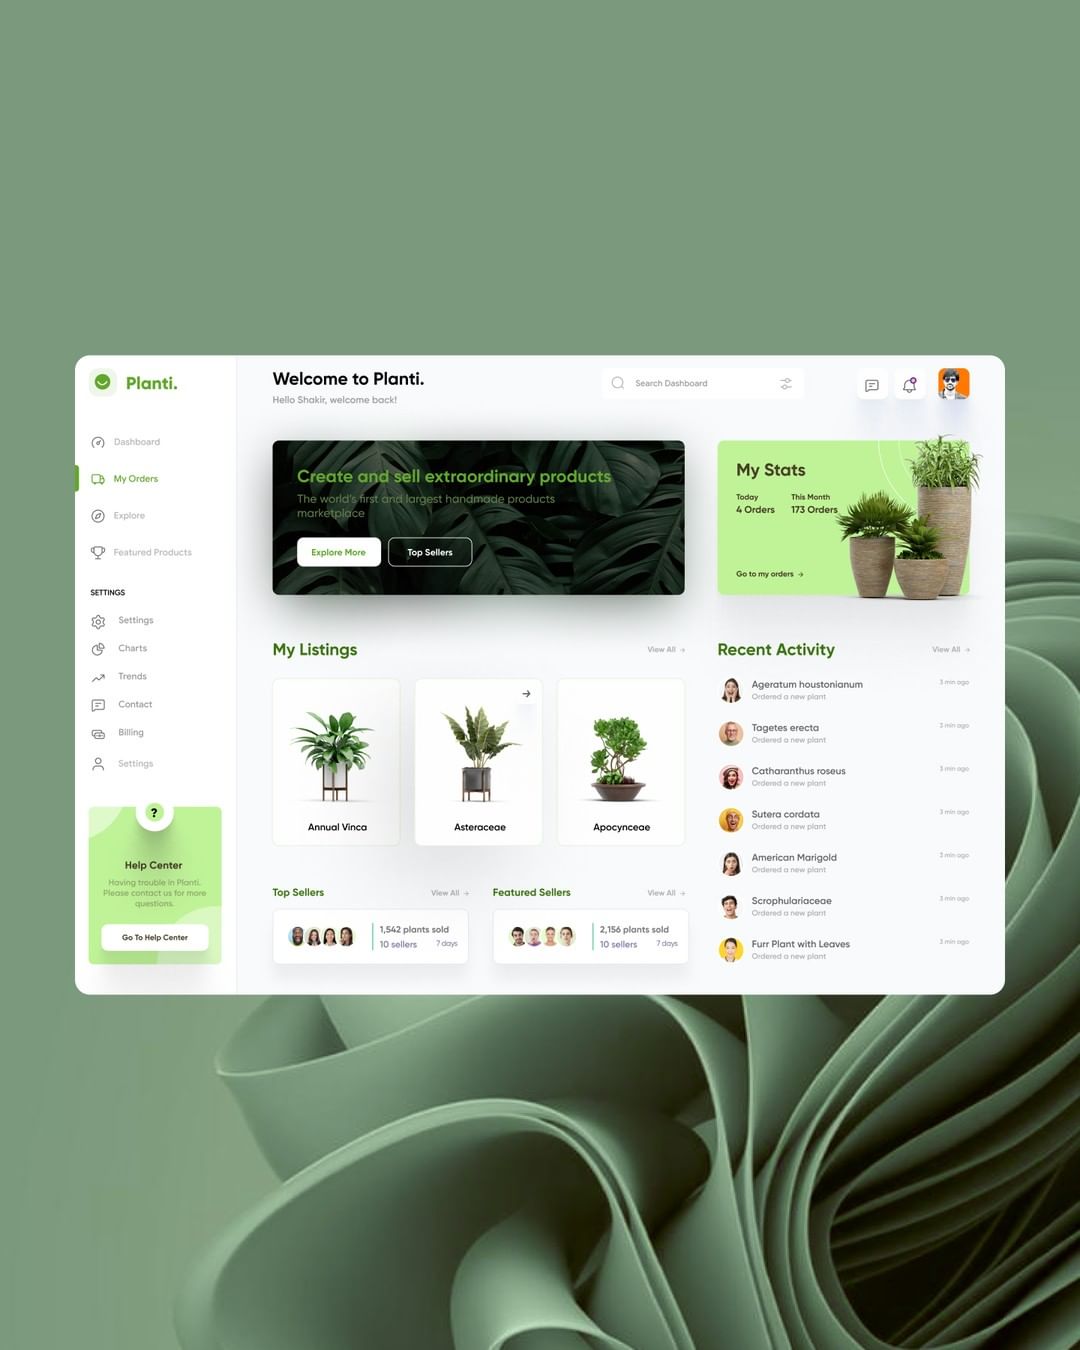 Planti.
Dashboard
My Orders
Explore
Featured Products
SETTINGS
Settings
Charts
Trends
Contact
Billing
Settings
?
Help Center
Having trouble in Planti.
Please contact us for more
questions.
Go To Help Center
Welcome to Planti.
Hello Shakir, welcome back!
Search Dashboard
Create and sell extraordinary products
The world's first and largest handmade products
marketplace
Explore More
Top Sellers
My Stats
Today
This Month
4 Orders
173 Orders
Go to my orders →
My Listings
View All →
Annual Vinca
Asteraceae
Apocynceae
Top Sellers
View All →
1,542 plants sold
10 sellers
7 days
Featured Sellers
View All →
2,156 plants sold
10 sellers
7 days
Recent Activity
View All →
Ageratum houstonianum
3 min ago
Ordered a new plant
Tagetes erecta
3 min ago
Ordered a new plant
Catharanthus roseus
3 min ago
Ordered a new plant
Sutera cordata
3 min ago
Ordered a new plant
American Marigold
3 min ago
Ordered a new plant
Scrophulariaceae
3 min ago
Ordered a new plant
Furr Plant with Leaves
3 min ago
Ordered a new plant